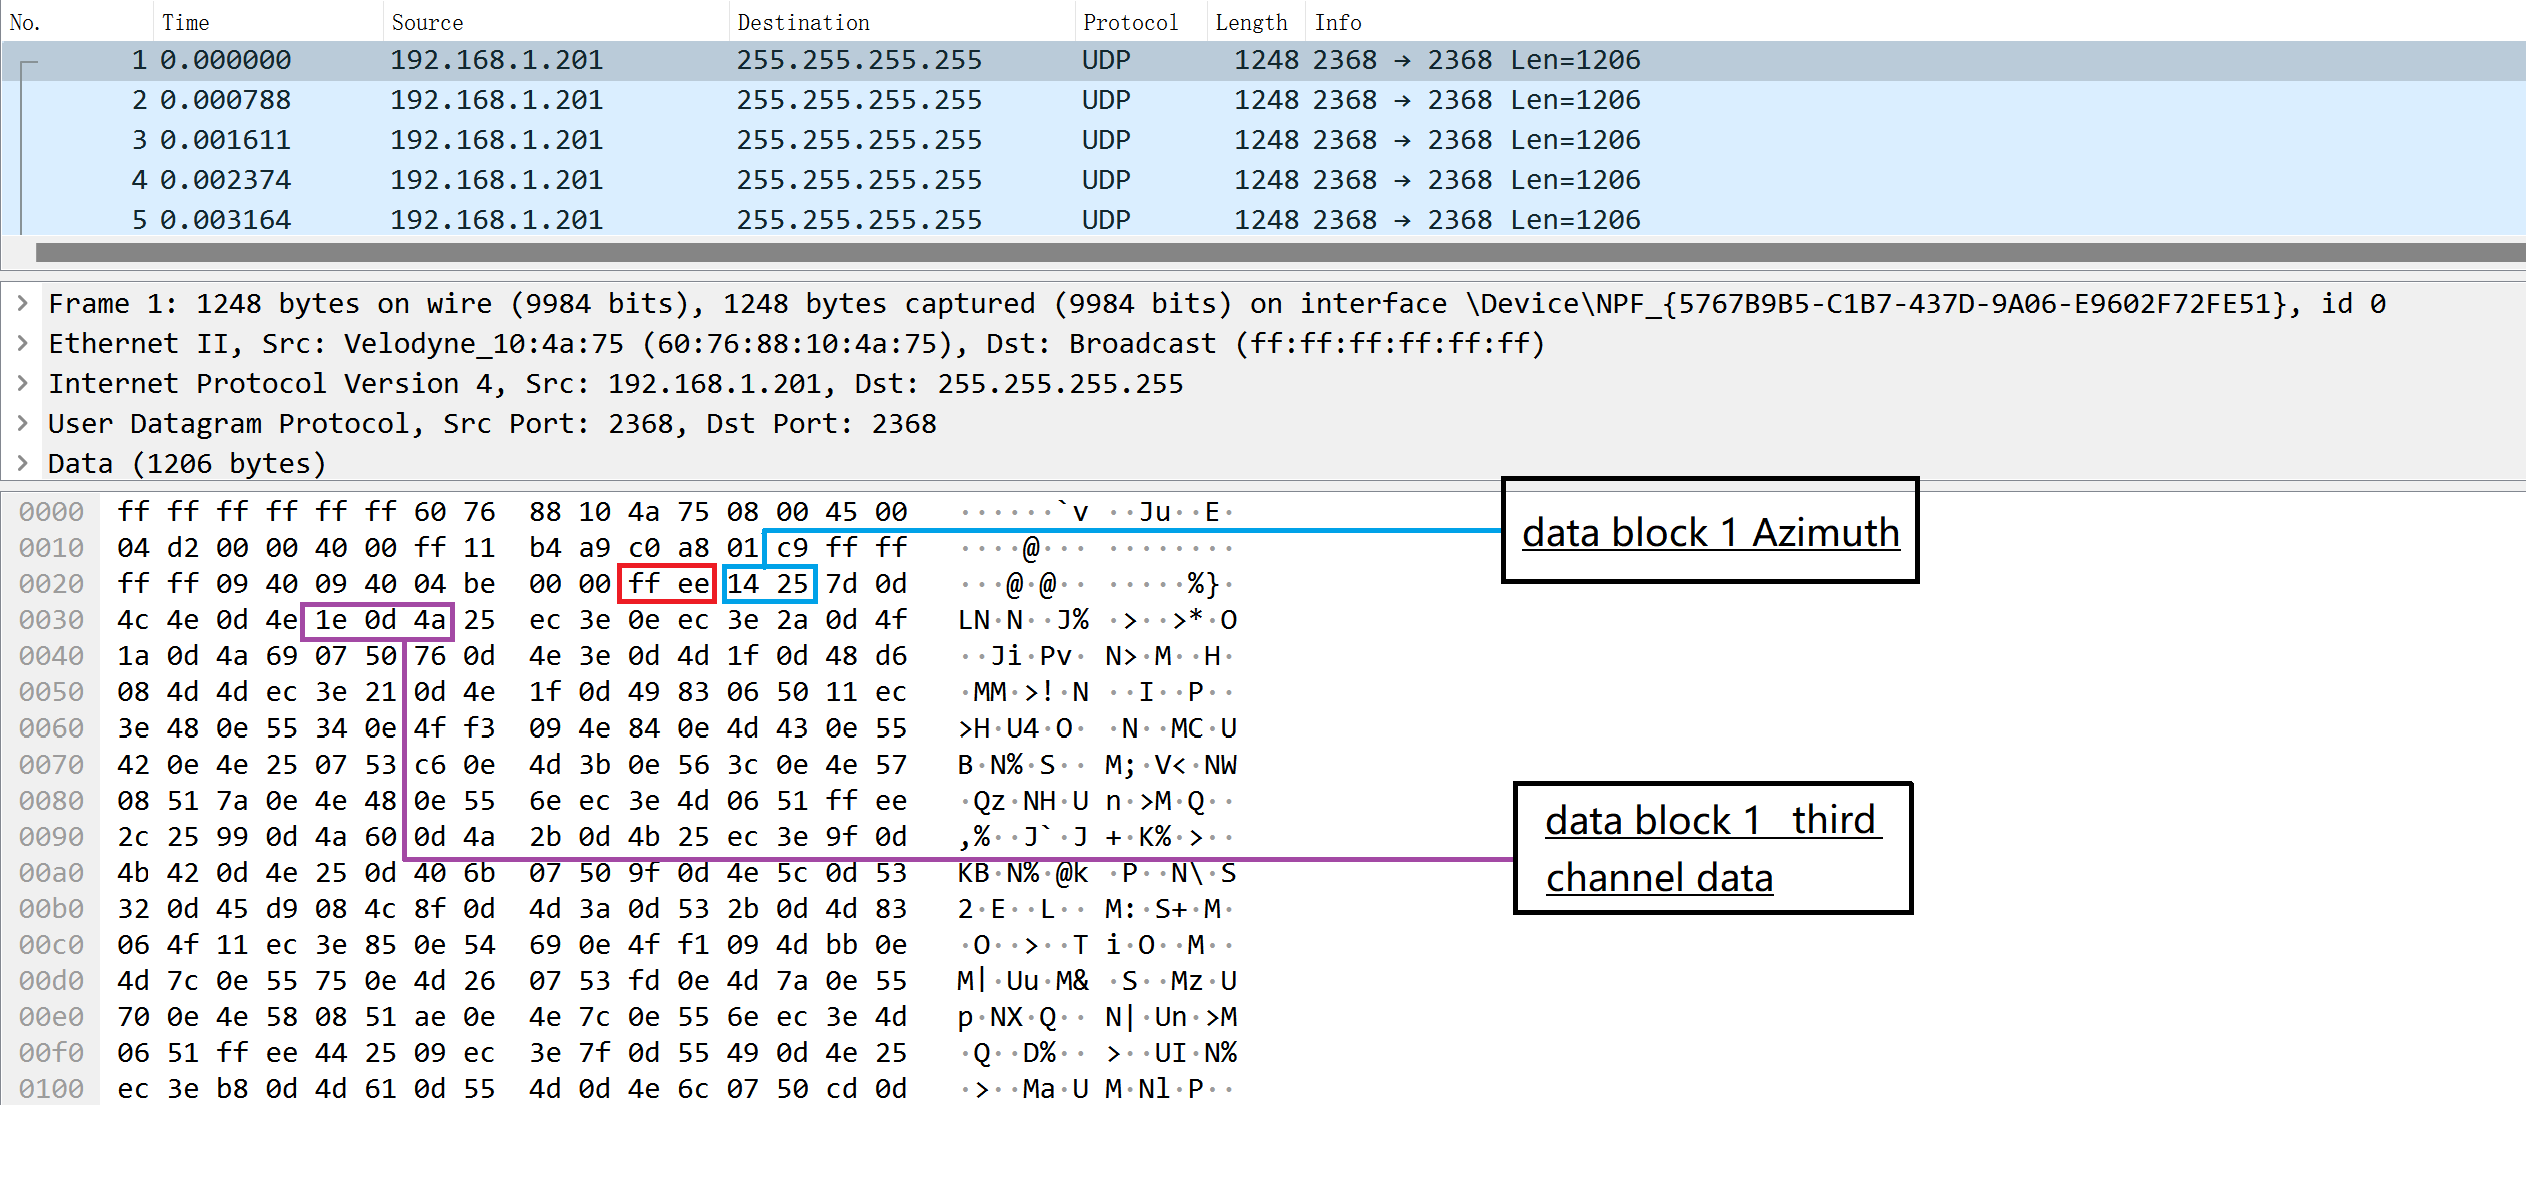 No. Time Source Destination Protocol Length Info
1 0.000000 192.168.1.201 255.255.255.255 UDP 1248 2368 → 2368 Len=1206
2 0.000788 192.168.1.201 255.255.255.255 UDP 1248 2368 → 2368 Len=1206
3 0.001611 192.168.1.201 255.255.255.255 UDP 1248 2368 → 2368 Len=1206
4 0.002374 192.168.1.201 255.255.255.255 UDP 1248 2368 → 2368 Len=1206
5 0.003164 192.168.1.201 255.255.255.255 UDP 1248 2368 → 2368 Len=1206
Frame 1: 1248 bytes on wire (9984 bits), 1248 bytes captured (9984 bits) on interface \Device\NPF_{5767B9B5-C1B7-437D-9A06-E9602F72FE51}, id 0
Ethernet II, Src: Velodyne_10:4a:75 (60:76:88:10:4a:75), Dst: Broadcast (ff:ff:ff:ff:ff:ff)
Internet Protocol Version 4, Src: 192.168.1.201, Dst: 255.255.255.255
User Datagram Protocol, Src Port: 2368, Dst Port: 2368
Data (1206 bytes)
0000 ff ff ff ff ff ff 60 76 88 10 4a 75 08 00 45 00 ······`v ··Ju··E·
0010 04 d2 00 00 40 00 ff 11 b4 a9 c0 a8 01 c9 ff ff ····@··· ········
0020 ff ff 09 40 09 40 04 be 00 00 ff ee 14 25 7d 0d ···@·@·· ·····%}·
0030 4c 4e 0d 4e 1e 0d 4a 25 ec 3e 0e ec 3e 2a 0d 4f LN·N··J% ·>··>*·O
0040 1a 0d 4a 69 07 50 76 0d 4e 3e 0d 4d 1f 0d 48 d6 ··Ji·Pv· N>·M··H·
0050 08 4d 4d ec 3e 21 0d 4e 1f 0d 49 83 06 50 11 ec ·MM·>!·N ··I··P··
0060 3e 48 0e 55 34 0e 4f f3 09 4e 84 0e 4d 43 0e 55 >H·U4·O· ·N··MC·U
0070 42 0e 4e 25 07 53 c6 0e 4d 3b 0e 56 3c 0e 4e 57 B·N%·S·· M;·V<·NW
0080 08 51 7a 0e 4e 48 0e 55 6e ec 3e 4d 06 51 ff ee ·Qz·NH·U n·>M·Q··
0090 2c 25 99 0d 4a 60 0d 4a 2b 0d 4b 25 ec 3e 9f 0d ,%··J`·J +·K%·>··
00a0 4b 42 0d 4e 25 0d 40 6b 07 50 9f 0d 4e 5c 0d 53 KB·N%·@k ·P··N\·S
00b0 32 0d 45 d9 08 4c 8f 0d 4d 3a 0d 53 2b 0d 4d 83 2·E··L·· M:·S+·M·
00c0 06 4f 11 ec 3e 85 0e 54 69 0e 4f f1 09 4d bb 0e ·O··>··T i·O··M··
00d0 4d 7c 0e 55 75 0e 4d 26 07 53 fd 0e 4d 7a 0e 55 M|·Uu·M& ·S··Mz·U
00e0 70 0e 4e 58 08 51 ae 0e 4e 7c 0e 55 6e ec 3e 4d p·NX·Q·· N|·Un·>M
00f0 06 51 ff ee 44 25 09 ec 3e 7f 0d 55 49 0d 4e 25 ·Q··D%·· >··UI·N%
0100 ec 3e b8 0d 4d 61 0d 55 4d 0d 4e 6c 07 50 cd 0d ·>··Ma·U M·Nl·P··
data block 1 Azimuth
data block 1 third
channel data